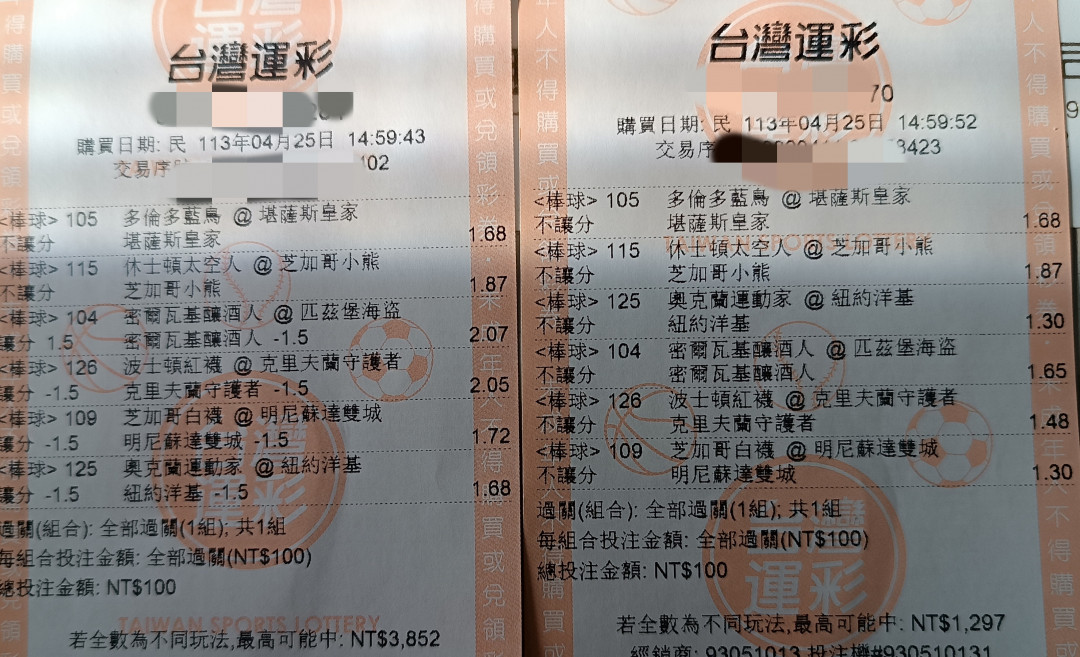 台灣運彩
購買日期: 民 113年04月25日 14:59:43
交易序
02
<棒球> 105 多倫多藍鳥 @ 堪薩斯皇家
不讓分 堪薩斯皇家 1.68
<棒球> 115 休士頓太空人 @ 芝加哥小熊
不讓分 芝加哥小熊 1.87
<棒球> 104 密爾瓦基釀酒人 @ 匹茲堡海盜
讓分 1.5 密爾瓦基釀酒人 -1.5 2.07
<棒球> 126 波士頓紅襪 @ 克里夫蘭守護者
讓分 -1.5 克里夫蘭守護者 -1.5 2.05
<棒球> 109 芝加哥白襪 @ 明尼蘇達雙城
讓分 -1.5 明尼蘇達雙城 -1.5 1.72
<棒球> 125 奧克蘭運動家 @ 紐約洋基
讓分 -1.5 紐約洋基 -1.5 1.68
過關(組合): 全部過關(1組); 共1組
每組合投注金額: 全部過關(NT$100)
總投注金額: NT$100
TAIWAN SPORTS LOTTERY
若全數為不同玩法,最高可能中: NT$3,852
台灣運彩
70
購買日期: 民 113年04月25日 14:59:52
交易序
3423
<棒球> 105 多倫多藍鳥 @ 堪薩斯皇家
不讓分 堪薩斯皇家 1.68
<棒球> 115 休士頓太空人 @ 芝加哥小熊
不讓分 芝加哥小熊 1.87
<棒球> 125 奧克蘭運動家 @ 紐約洋基
不讓分 紐約洋基 1.30
<棒球> 104 密爾瓦基釀酒人 @ 匹茲堡海盜
不讓分 密爾瓦基釀酒人 1.65
<棒球> 126 波士頓紅襪 @ 克里夫蘭守護者
不讓分 克里夫蘭守護者 1.48
<棒球> 109 芝加哥白襪 @ 明尼蘇達雙城
不讓分 明尼蘇達雙城 1.30
過關(組合): 全部過關(1組); 共1組
每組合投注金額: 全部過關(NT$100)
總投注金額: NT$100
若全數為不同玩法,最高可能中: NT$1,297
經銷商: 93051013 投注機#930510131